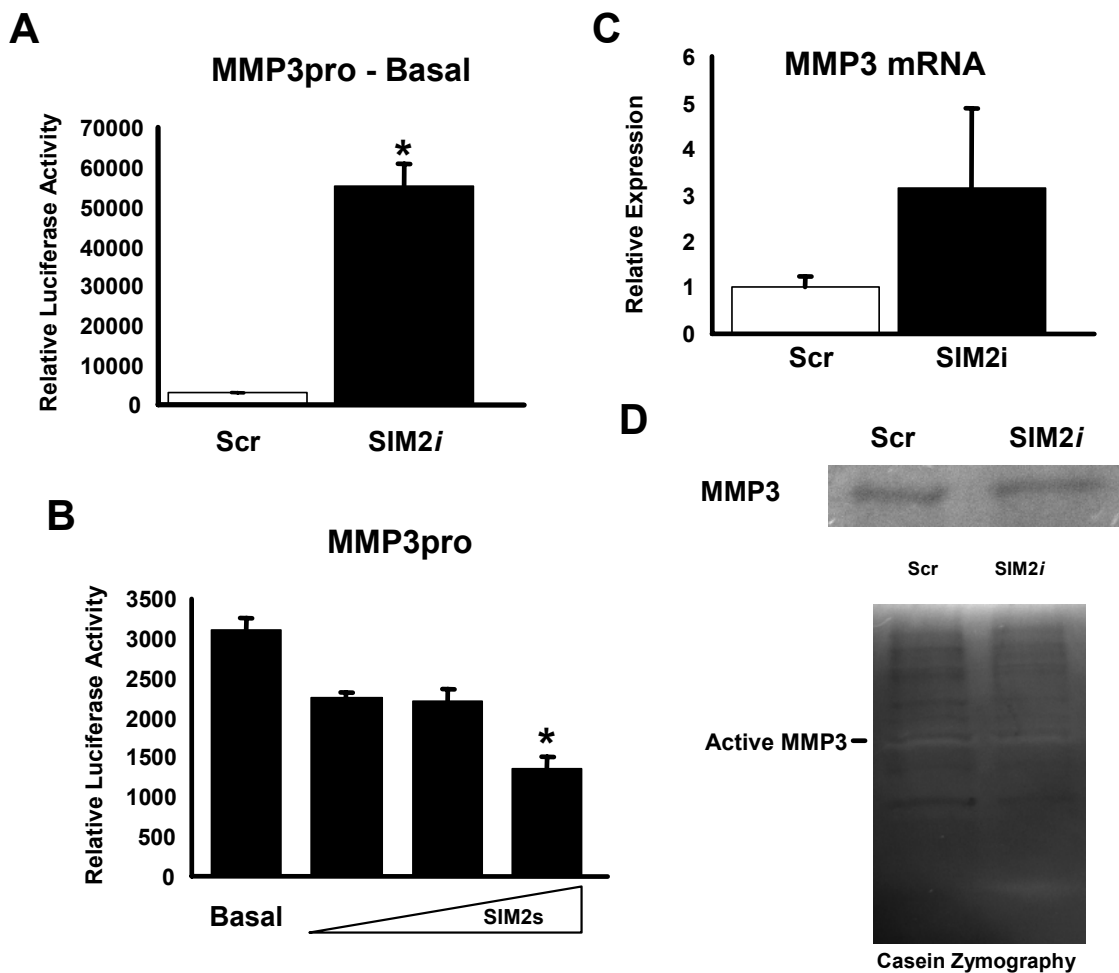 A
MMP3pro - Basal
Relative Luciferase Activity
70000
60000
50000
40000
30000
20000
10000
0
*
Scr SIM2i
B
MMP3pro
Relative Luciferase Activity
3500
3000
2500
2000
1500
1000
500
0
*
Basal SIM2s
C
MMP3 mRNA
Relative Expression
6
5
4
3
2
1
0
Scr SIM2i
D
Scr SIM2i
MMP3
Scr SIM2i
Active MMP3
Casein Zymography